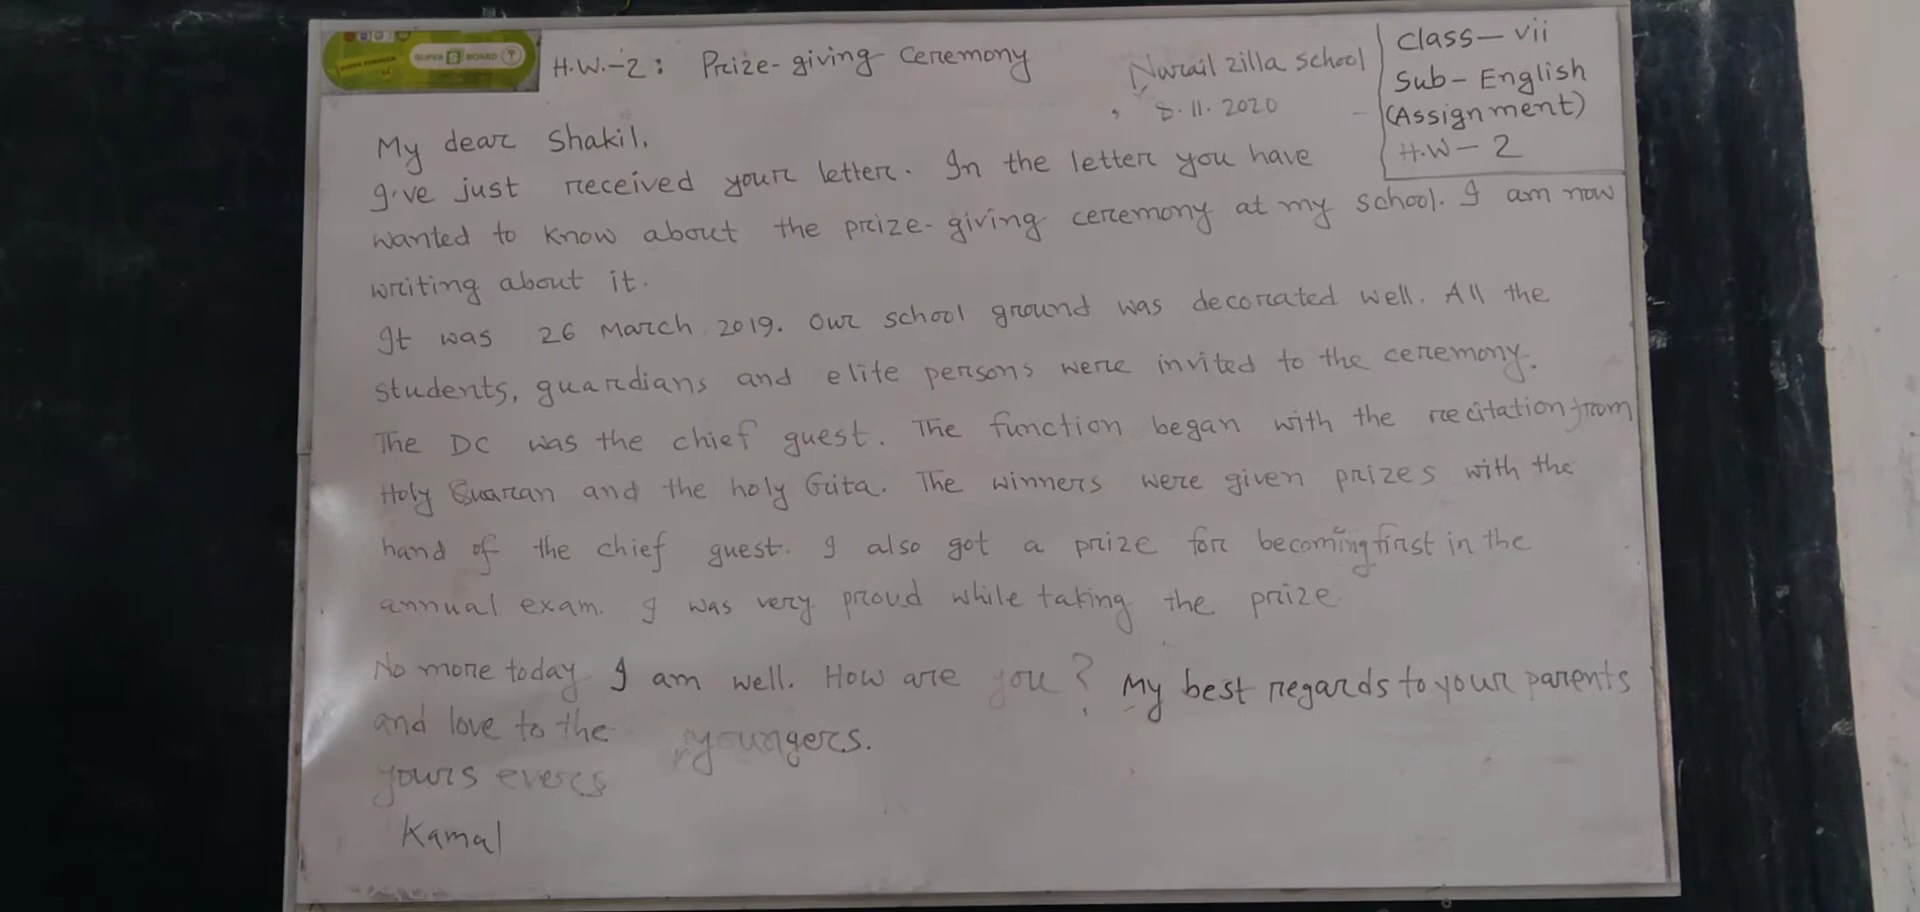 SUPER S BOARD
H.W.-2: Prize-giving Ceremony
Narail zilla school
8.11.2020
Class-vii
Sub-English
(Assignment)
H.W-2
My dear Shakil,
give just received your letter. In the letter you have
wanted to know about the prize-giving ceremony at my school. I am now
writing about it.
It was 26 March 2019. Our school ground was decorated well. All the
students, guardians and elite persons were invited to the ceremony.
The DC was the chief guest. The function began with the recitation from
Holy Quaran and the holy Gita. The winners were given prizes with the
hand of the chief guest. I also got a prize for becoming first in the
annual exam. I was very proud while taking the prize.
No more today I am well. How are you? My best regards to your parents
and love to the youngers.
yours evers
Kamal